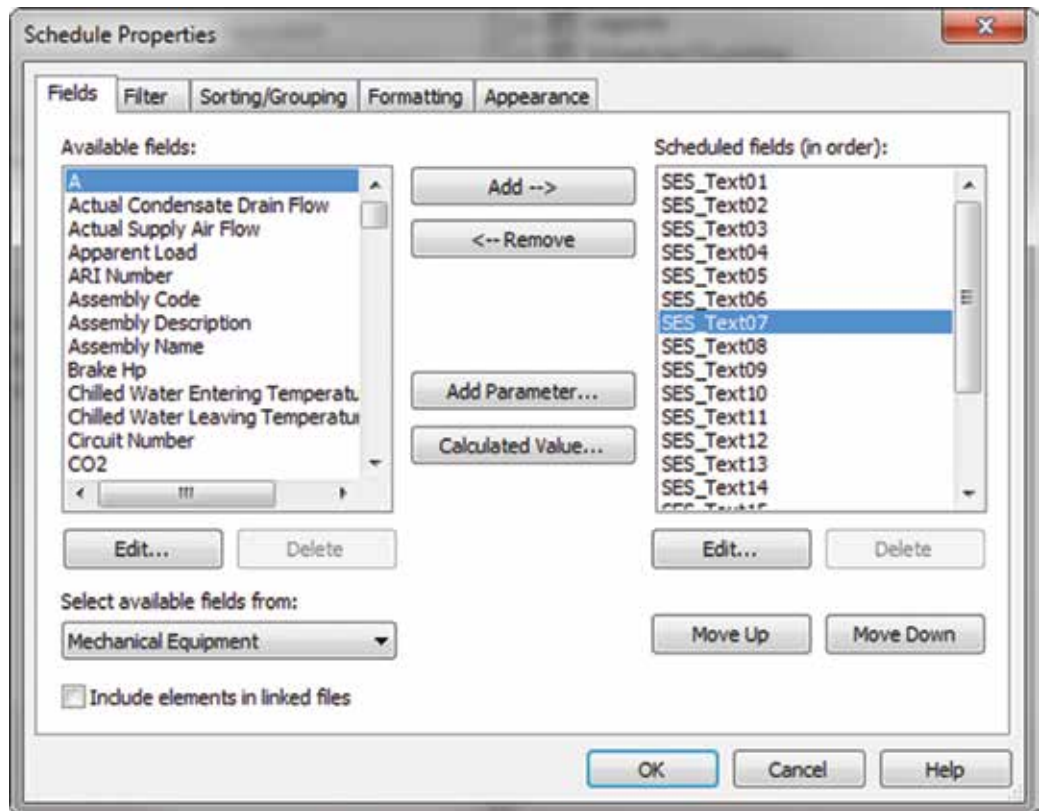 Schedule Properties
Fields Filter Sorting/Grouping Formatting Appearance
Available fields:
A
Actual Condensate Drain Flow
Actual Supply Air Flow
Apparent Load
ARI Number
Assembly Code
Assembly Description
Assembly Name
Brake Hp
Chilled Water Entering Temperatu
Chilled Water Leaving Temperatur
Circuit Number
CO2
Edit... Delete
Select available fields from:
Mechanical Equipment
Include elements in linked files
Add -->
<-- Remove
Add Parameter...
Calculated Value...
Scheduled fields (in order):
SES_Text01
SES_Text02
SES_Text03
SES_Text04
SES_Text05
SES_Text06
SES_Text07
SES_Text08
SES_Text09
SES_Text10
SES_Text11
SES_Text12
SES_Text13
SES_Text14
Edit... Delete
Move Up Move Down
OK Cancel Help